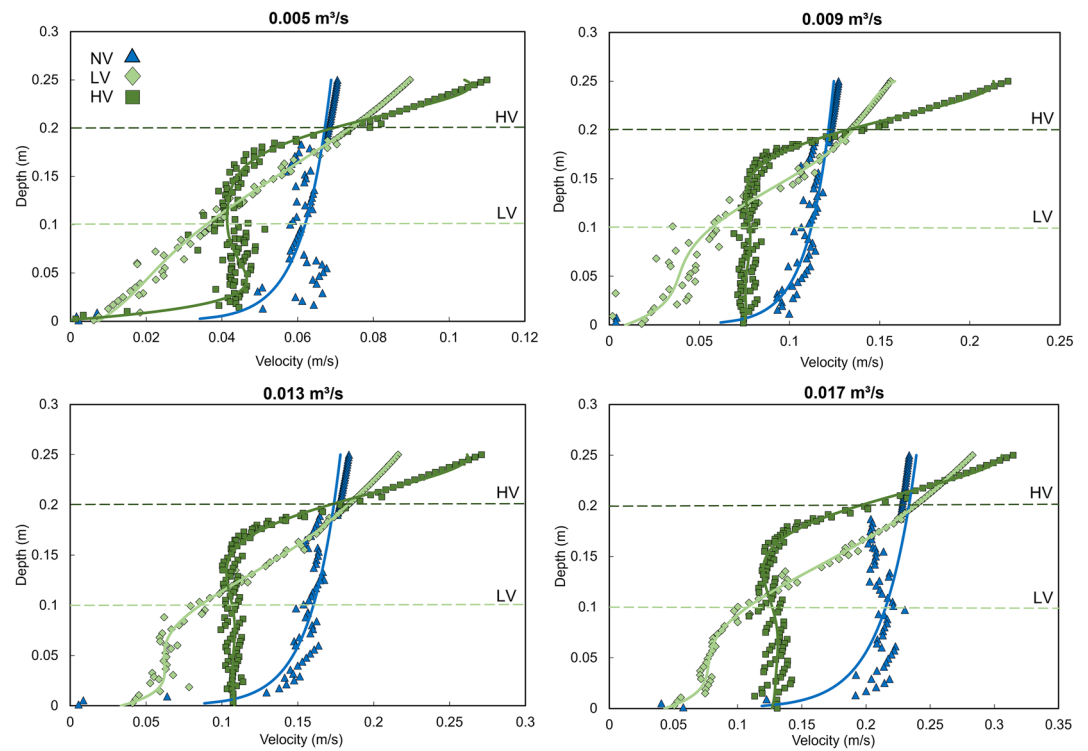 0.005 m³/s
0.3
0.25
0.2
0.15
0.1
0.05
0
Depth (m)
NV
LV
HV
HV
LV
0 0.02 0.04 0.06 0.08 0.1 0.12
Velocity (m/s)
0.009 m³/s
0.3
0.25
0.2
0.15
0.1
0.05
0
Depth (m)
HV
LV
0 0.05 0.1 0.15 0.2 0.25
Velocity (m/s)
0.013 m³/s
0.3
0.25
0.2
0.15
0.1
0.05
0
Depth (m)
HV
LV
0 0.05 0.1 0.15 0.2 0.25 0.3
Velocity (m/s)
0.017 m³/s
0.3
0.25
0.2
0.15
0.1
0.05
0
Depth (m)
HV
LV
0 0.05 0.1 0.15 0.2 0.25 0.3 0.35
Velocity (m/s)